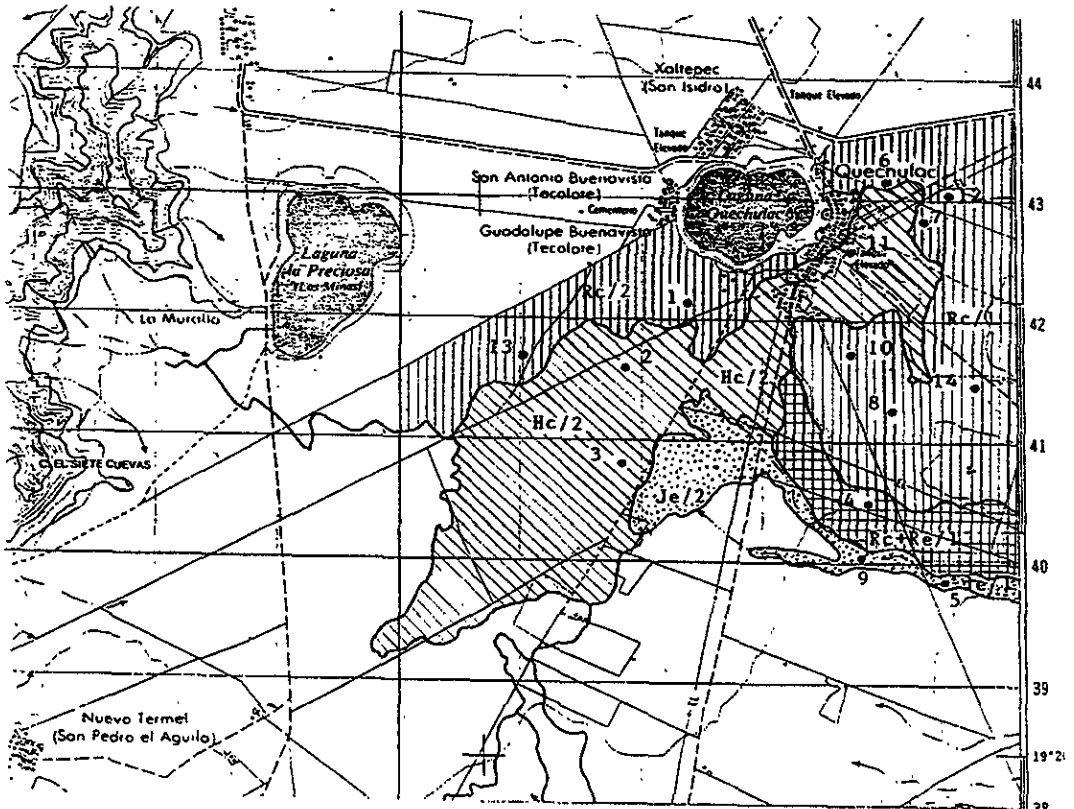 44
Xaltepec
(San Isidro)
Tanque Elevado
Tanque
Elevado
San Antonio Buenavista
(Tecolote)
Cementerio
Guadalupe Buenavista
(Tecolote)
Laguna
Quechulac
6
Quechulac
12
43
7
11
Laguna
la Preciosa
(Las Minas)
Rc/2
1
La Muralla
Rc/1
42
13
2
10
Hc/2
14
8
Hc/2
41
3
C. EL SIETE CUEVAS
Je/2
4
Rc+Re/1
40
9
5
39
Nuevo Termel
(San Pedro el Aguila)
38